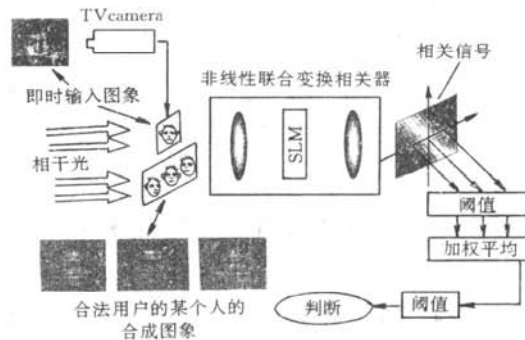 TVcamera
相关信号
非线性联合变换相关器
即时输入图象
相干光
SLM
阈值
加权平均
合法用户的某个人的
合成图象
判断
阈值